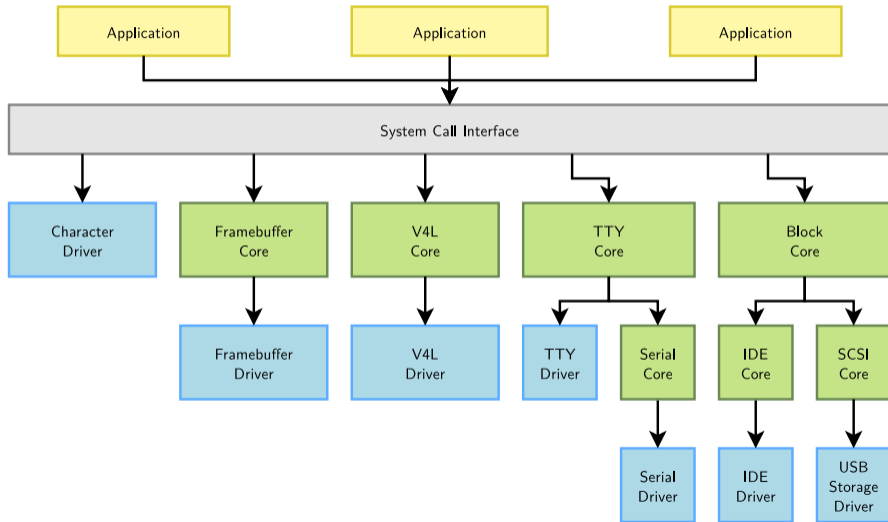 Application
Application
Application
System Call Interface
Character
Driver
Framebuffer
Core
V4L
Core
TTY
Core
Block
Core
Framebuffer
Driver
V4L
Driver
TTY
Driver
Serial
Core
IDE
Core
SCSI
Core
Serial
Driver
IDE
Driver
USB
Storage
Driver